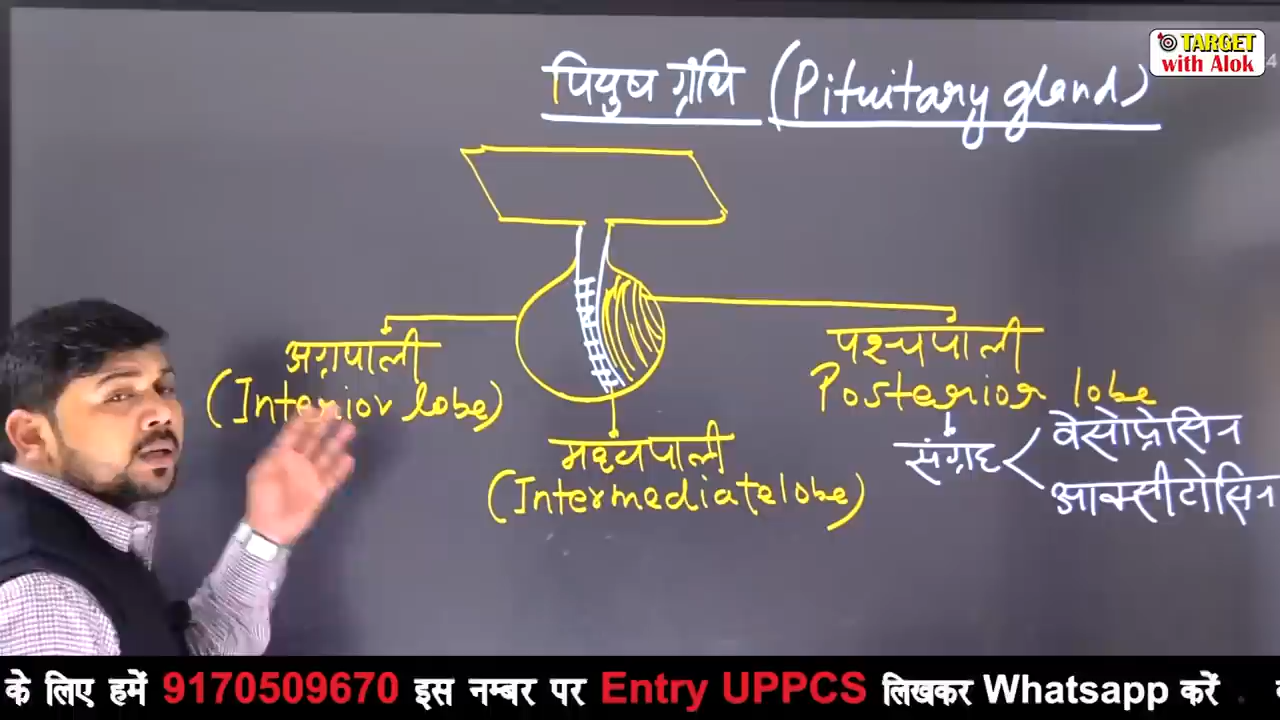 TARGET
with Alok
पियुष ग्रंथि (Pituitary gland)
अग्रपाली
(Interior lobe)
मध्यपाली
(Intermediate lobe)
पश्चपाली
Posterior lobe
संग्रह
वेसोप्रेसिन
आक्सीटोसिन
के लिए हमें 9170509670 इस नम्बर पर Entry UPPCS लिखकर Whatsapp करें .